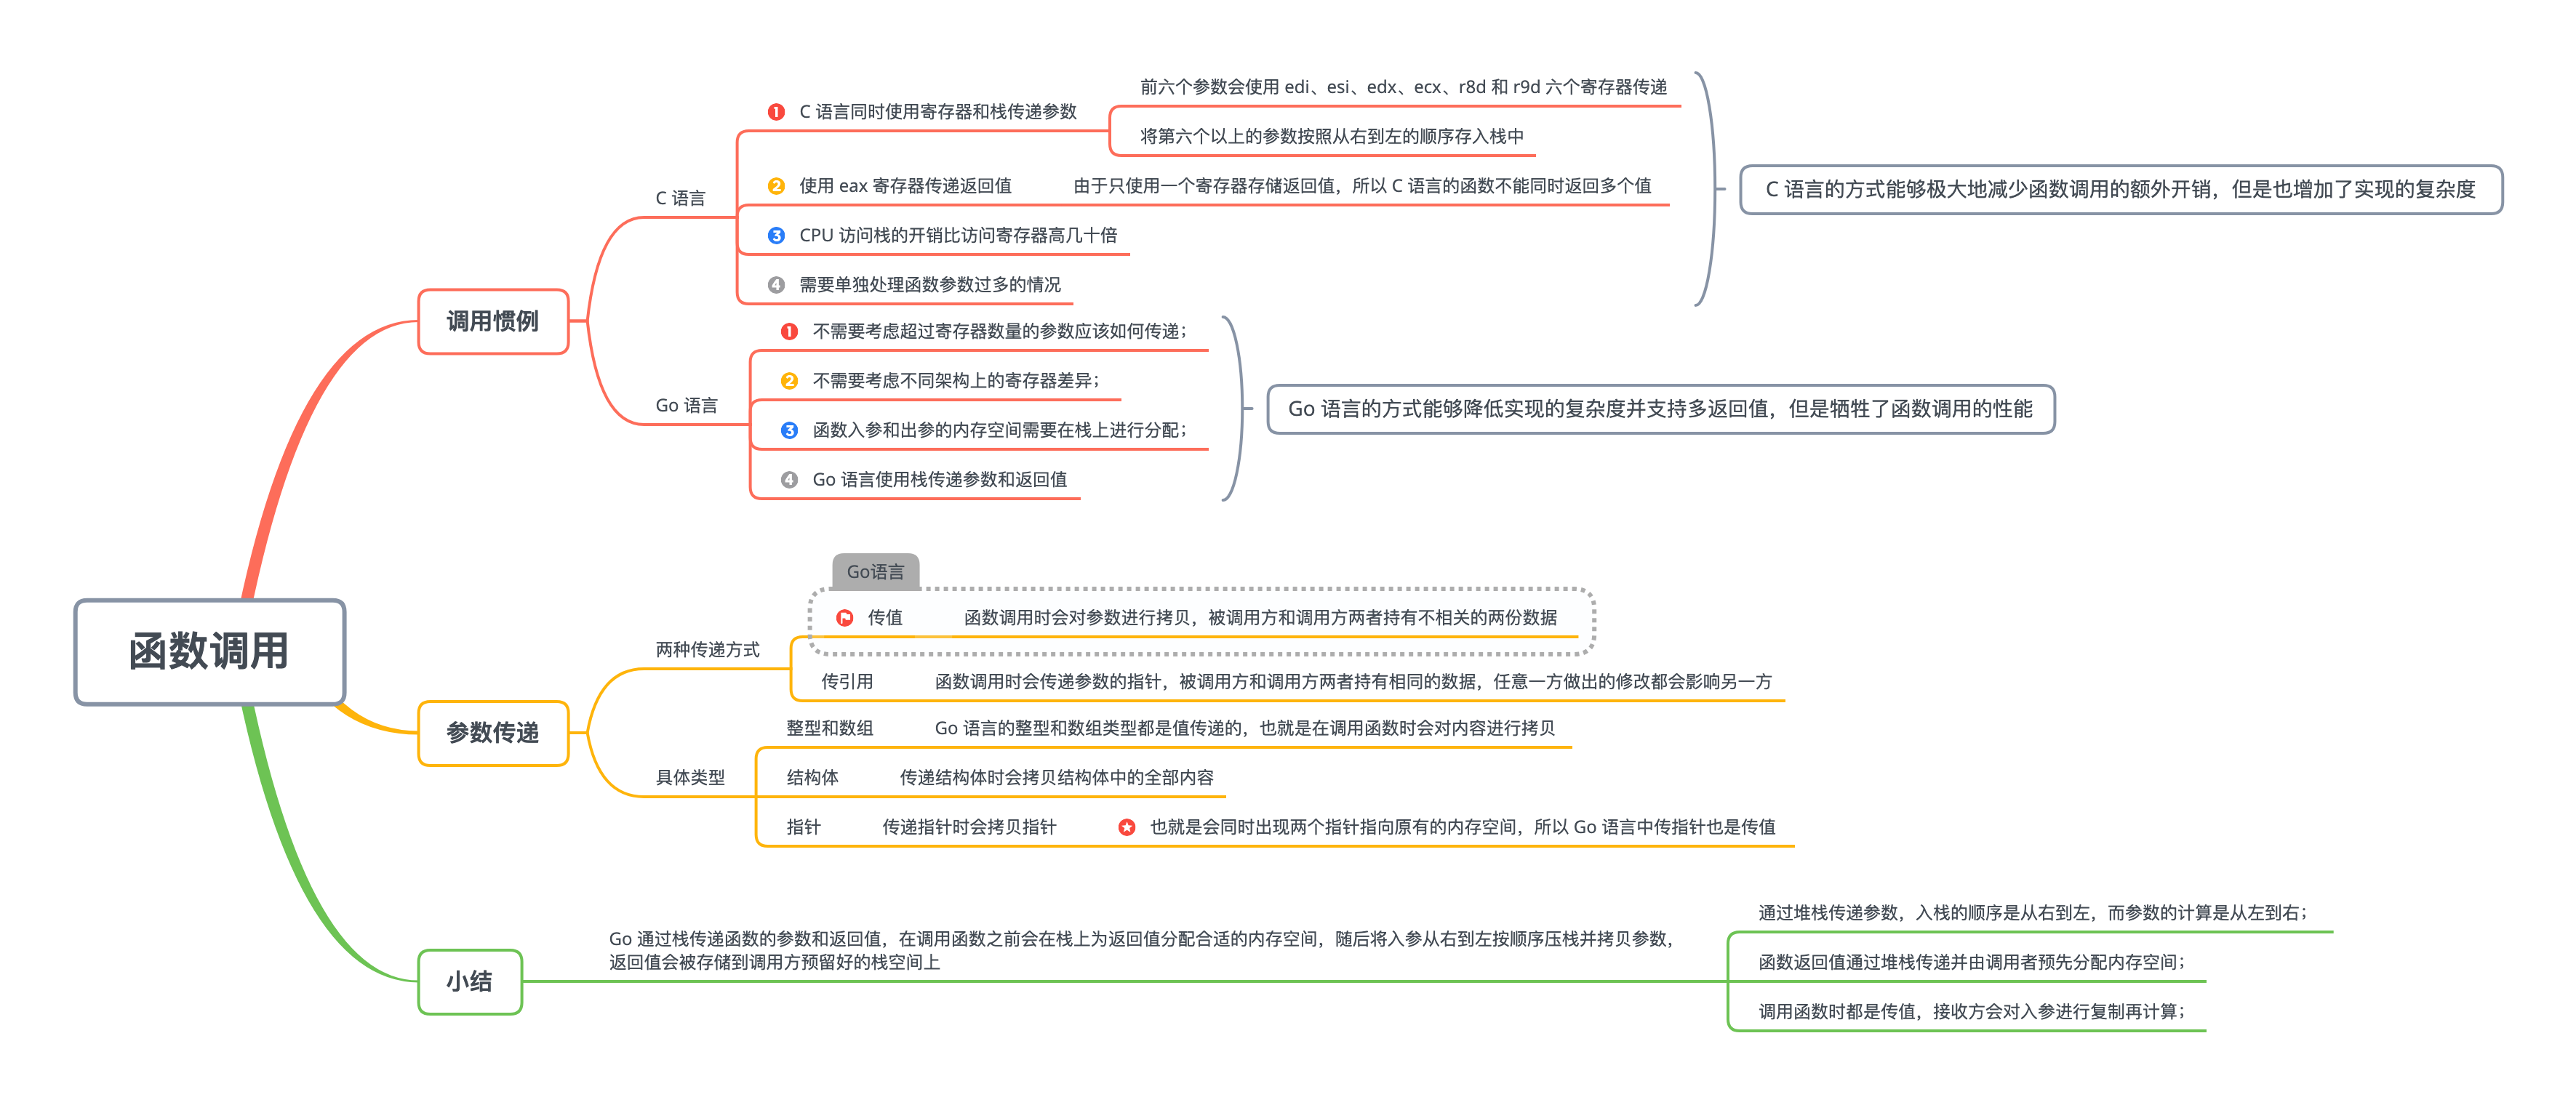 函数调用
调用惯例
C 语言
1 C 语言同时使用寄存器和栈传递参数
前六个参数会使用 edi、esi、edx、ecx、r8d 和 r9d 六个寄存器传递
将第六个以上的参数按照从右到左的顺序存入栈中
2 使用 eax 寄存器传递返回值
由于只使用一个寄存器存储返回值，所以 C 语言的函数不能同时返回多个值
3 CPU 访问栈的开销比访问寄存器高几十倍
4 需要单独处理函数参数过多的情况
C 语言的方式能够极大地减少函数调用的额外开销，但是也增加了实现的复杂度
Go 语言
1 不需要考虑超过寄存器数量的参数应该如何传递；
2 不需要考虑不同架构上的寄存器差异；
3 函数入参和出参的内存空间需要在栈上进行分配；
4 Go 语言使用栈传递参数和返回值
Go 语言的方式能够降低实现的复杂度并支持多返回值，但是牺牲了函数调用的性能
参数传递
两种传递方式
Go语言
传值
函数调用时会对参数进行拷贝，被调用方和调用方两者持有不相关的两份数据
传引用
函数调用时会传递参数的指针，被调用方和调用方两者持有相同的数据，任意一方做出的修改都会影响另一方
具体类型
整型和数组
Go 语言的整型和数组类型都是值传递的，也就是在调用函数时会对内容进行拷贝
结构体
传递结构体时会拷贝结构体中的全部内容
指针
传递指针时会拷贝指针
也就是会同时出现两个指针指向原有的内存空间，所以 Go 语言中传指针也是传值
小结
Go 通过栈传递函数的参数和返回值，在调用函数之前会在栈上为返回值分配合适的内存空间，随后将入参从右到左按顺序压栈并拷贝参数，
返回值会被存储到调用方预留好的栈空间上
通过堆栈传递参数，入栈的顺序是从右到左，而参数的计算是从左到右；
函数返回值通过堆栈传递并由调用者预先分配内存空间；
调用函数时都是传值，接收方会对入参进行复制再计算；